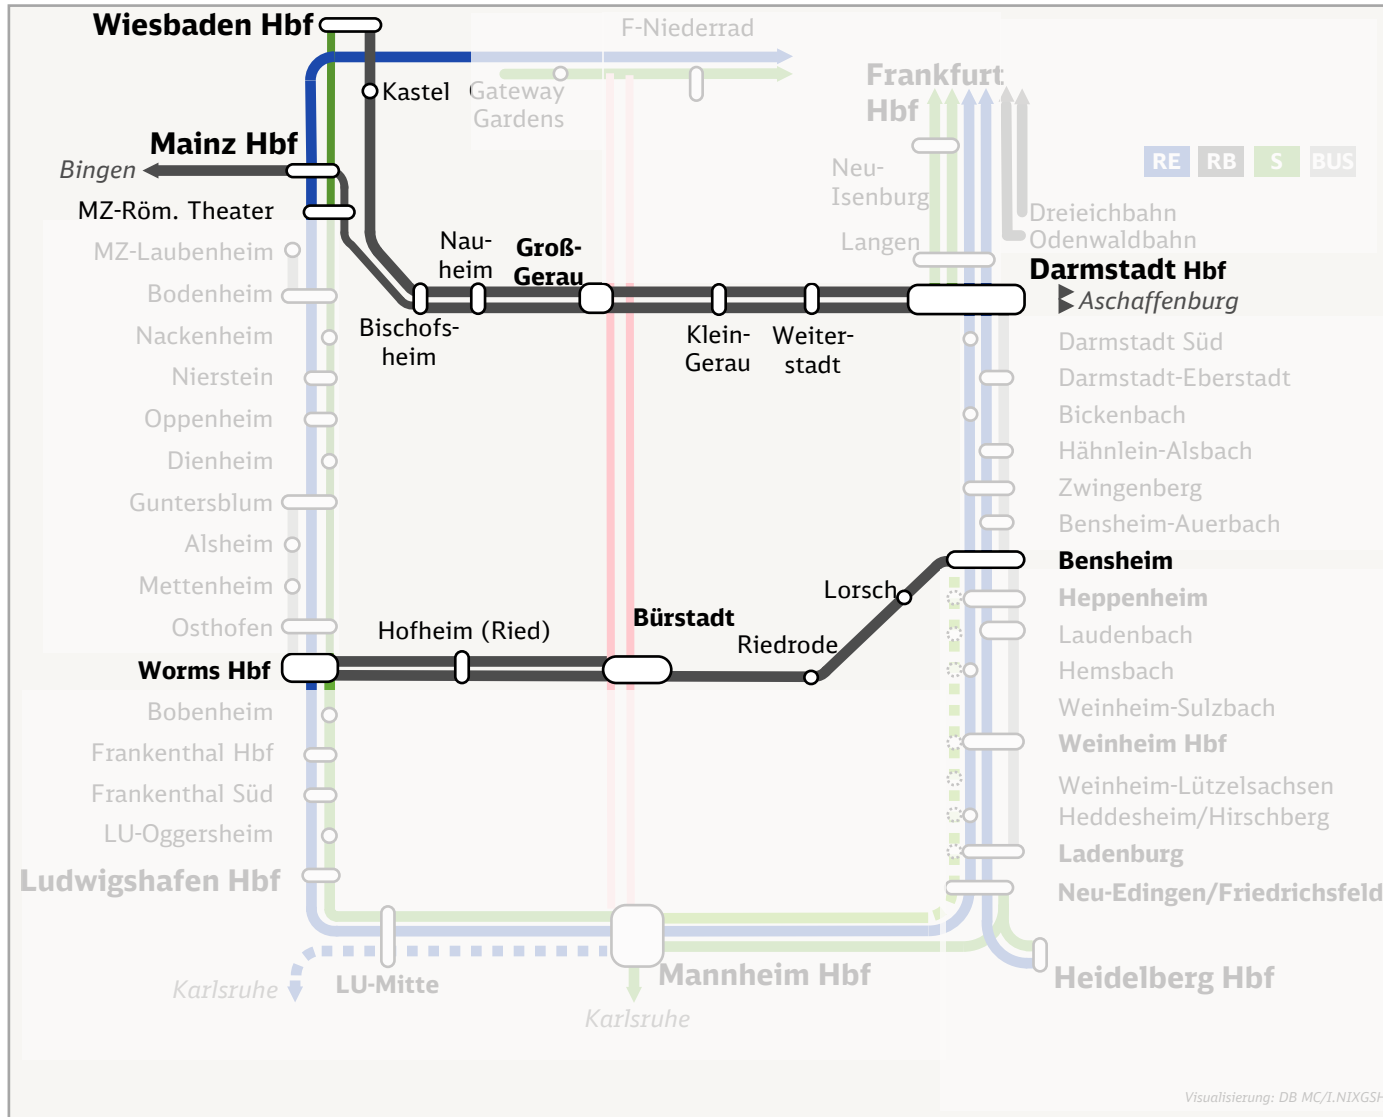 Wiesbaden Hbf
F-Niederrad
Kastel
Gateway
Gardens
Frankfurt
Hbf
Mainz Hbf
Bingen
Neu-
Isenburg
RE RB S BUS
MZ-Röm. Theater
Dreieichbahn
Odenwaldbahn
Langen
MZ-Laubenheim
Nau-
heim
Groß-
Gerau
Darmstadt Hbf
Aschaffenburg
Bodenheim
Bischofs-
heim
Klein-
Gerau
Weiter-
stadt
Nackenheim
Darmstadt Süd
Nierstein
Darmstadt-Eberstadt
Oppenheim
Bickenbach
Dienheim
Hähnlein-Alsbach
Guntersblum
Zwingenberg
Alsheim
Bensheim-Auerbach
Mettenheim
Bensheim
Lorsch
Heppenheim
Osthofen
Hofheim (Ried)
Bürstadt
Riedrode
Laudenbach
Worms Hbf
Hemsbach
Bobenheim
Weinheim-Sulzbach
Frankenthal Hbf
Weinheim Hbf
Frankenthal Süd
Weinheim-Lützelsachsen
LU-Oggersheim
Heddesheim/Hirschberg
Ludwigshafen Hbf
Ladenburg
Neu-Edingen/Friedrichsfeld
Karlsruhe
LU-Mitte
Mannheim Hbf
Heidelberg Hbf
Karlsruhe
Visualisierung: DB MC/I.NIXGSH